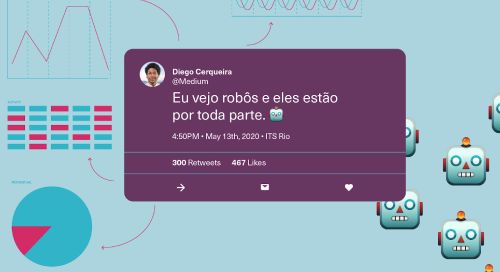 Diego Cerqueira
@Medium
Eu vejo robôs e eles estão
por toda parte. 🤖
4:50PM • May 13th, 2020 • ITS Rio
300 Retweets 467 Likes